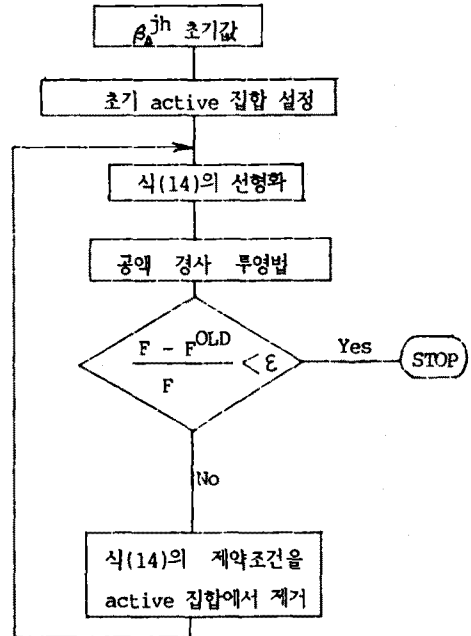 β_Δ^jh 초기값
초기 active 집합 설정
식(14)의 선형화
공액 경사 투영법
F - F^OLD
F
< ε
Yes
STOP
No
식(14)의 제약조건을
active 집합에서 제거